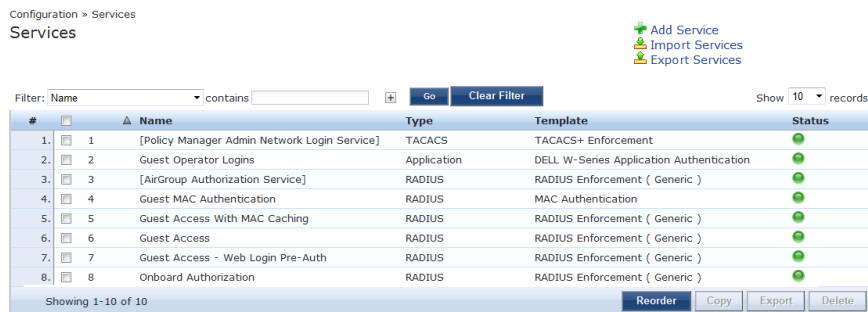 Configuration » Services
Services
Add Service
Import Services
Export Services
Filter: Name contains Go Clear Filter Show 10 records
# Name Type Template Status
1. 1 [Policy Manager Admin Network Login Service] TACACS TACACS+ Enforcement
2. 2 Guest Operator Logins Application DELL W-Series Application Authentication
3. 3 [AirGroup Authorization Service] RADIUS RADIUS Enforcement ( Generic )
4. 4 Guest MAC Authentication RADIUS MAC Authentication
5. 5 Guest Access With MAC Caching RADIUS RADIUS Enforcement ( Generic )
6. 6 Guest Access RADIUS RADIUS Enforcement ( Generic )
7. 7 Guest Access - Web Login Pre-Auth RADIUS RADIUS Enforcement ( Generic )
8. 8 Onboard Authorization RADIUS RADIUS Enforcement ( Generic )
Showing 1-10 of 10 Reorder Copy Export Delete